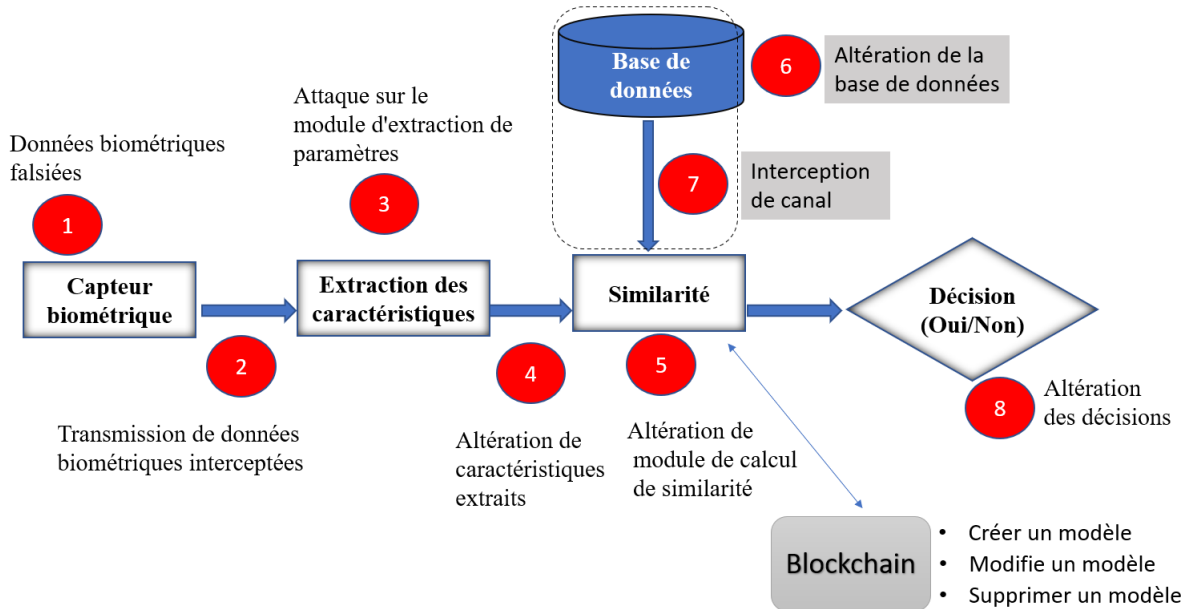 Base de
données
6
Altération de la
base de données
Attaque sur le
module d'extraction de
paramètres
Données biométriques
falsiées
1
3
7
Interception
de canal
Capteur
biométrique
Extraction des
caractéristiques
Similarité
Décision
(Oui/Non)
2
4
5
8
Altération
des décisions
Transmission de données
biométriques interceptées
Altération de
caractéristiques
extraits
Altération de
module de calcul
de similarité
Blockchain
• Créer un modèle
• Modifie un modèle
• Supprimer un modèle